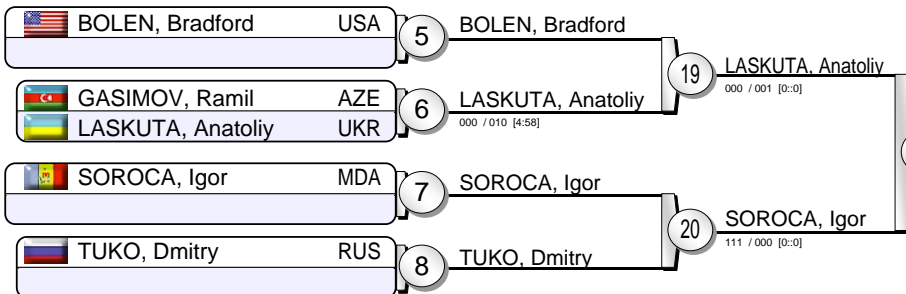 BOLEN, Bradford USA
5
BOLEN, Bradford
19
LASKUTA, Anatoliy
000 / 001 [0::0]
GASIMOV, Ramil AZE
LASKUTA, Anatoliy UKR
6
LASKUTA, Anatoliy
000 / 010 [4:58]
SOROCA, Igor MDA
7
SOROCA, Igor
20
SOROCA, Igor
111 / 000 [0::0]
TUKO, Dmitry RUS
8
TUKO, Dmitry